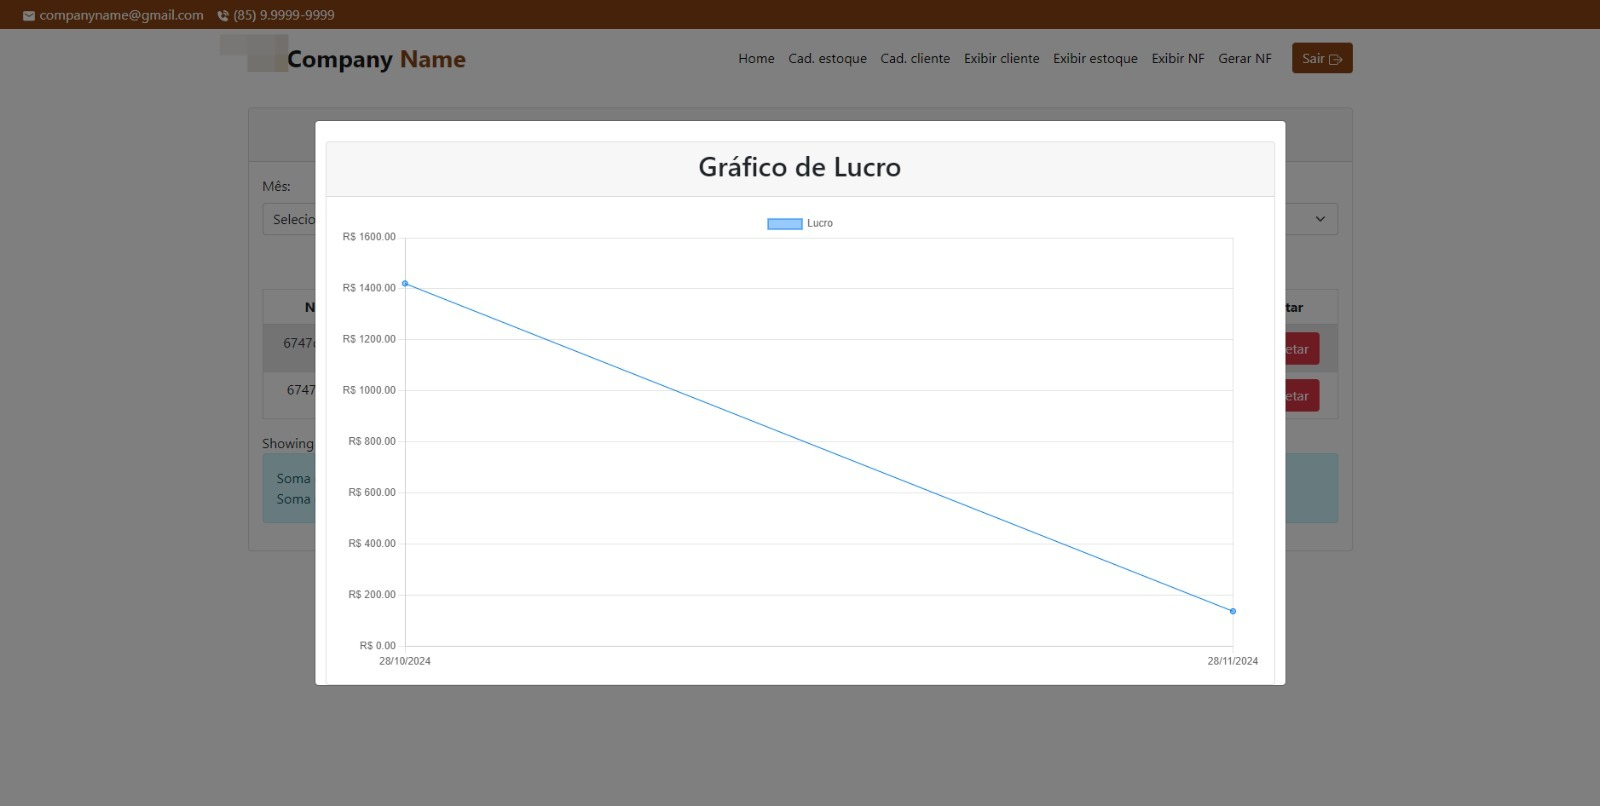 companyname@gmail.com (85) 9.9999-9999
Company Name
Home Cad. estoque Cad. cliente Exibir cliente Exibir estoque Exibir NF Gerar NF Sair
Gráfico de Lucro
Mês:
Selecio
Lucro
R$ 1600.00
R$ 1400.00
R$ 1200.00
R$ 1000.00
R$ 800.00
R$ 600.00
R$ 400.00
R$ 200.00
R$ 0.00
28/10/2024 28/11/2024
N
tar
6747
etar
6747
etar
Showing
Soma
Soma